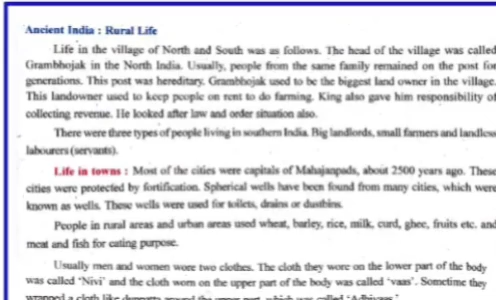 Ancient India : Rural Life
Life in the village of North and South was as follows. The head of the village was called
Grambhojak in the North India. Usually, people from the same family remained on the post for
generations. This post was hereditary. Grambhojak used to be the biggest land owner in the village.
This landowner used to keep people on rent to do farming. King also gave him responsibility of
collecting revenue. He looked after law and order situation also.
There were three types of people living in southern India. Big landlords, small farmers and landless
labourers (servants).
Life in towns : Most of the cities were capitals of Mahajanpads, about 2500 years ago. These
cities were protected by fortification. Spherical wells have been found from many cities, which were
known as wells. These wells were used for toilets, drains or dustbins.
People in rural areas and urban areas used wheat, barley, rice, milk, curd, ghee, fruits etc. and
meat and fish for eating purpose.
Usually men and women wore two clothes. The cloth they wore on the lower part of the body
was called 'Nivi' and the cloth worn on the upper part of the body was called 'vaas'. Sometime they
wrapped a cloth like dupatta around the upper part, which was called 'Adhivaas'